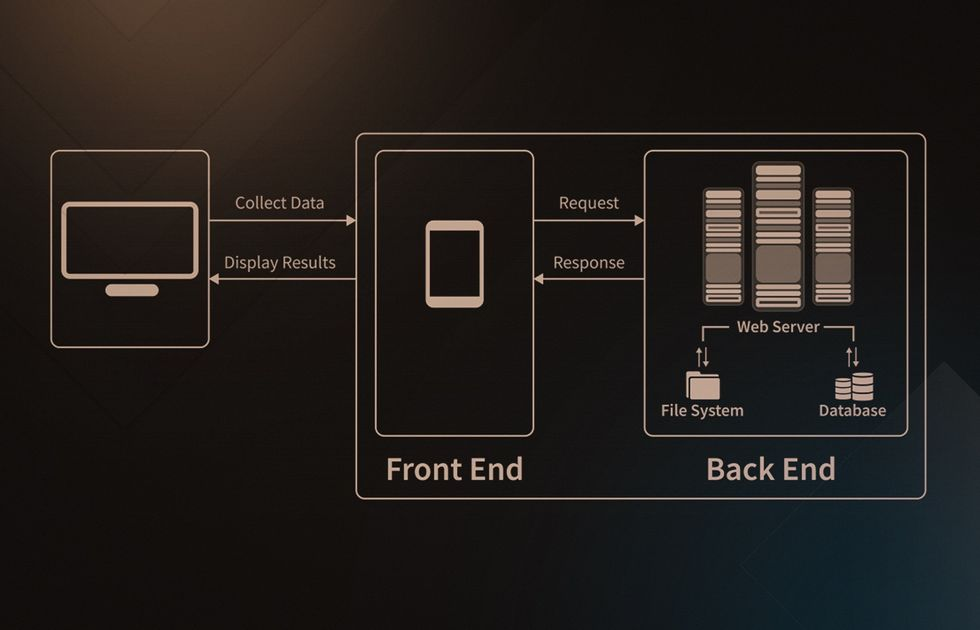 Collect Data
Display Results
Request
Response
Web Server
File System
Database
Front End
Back End